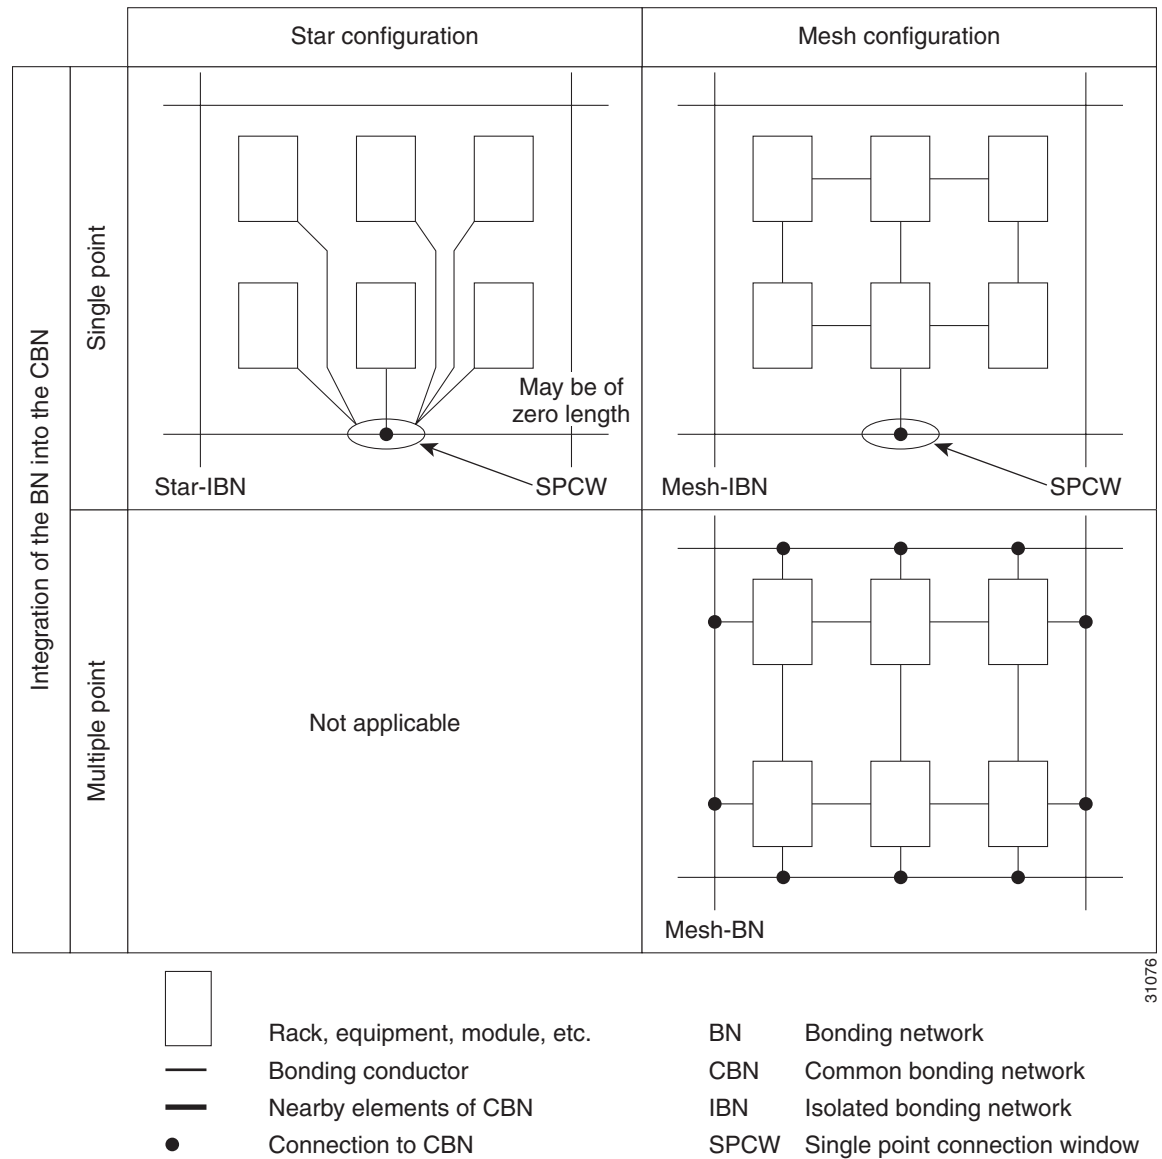 Star configuration
Mesh configuration
Integration of the BN into the CBN
Single point
May be of
zero length
Star-IBN
SPCW
Mesh-IBN
SPCW
Multiple point
Not applicable
Mesh-BN
31076
Rack, equipment, module, etc.
Bonding conductor
Nearby elements of CBN
Connection to CBN
BN Bonding network
CBN Common bonding network
IBN Isolated bonding network
SPCW Single point connection window